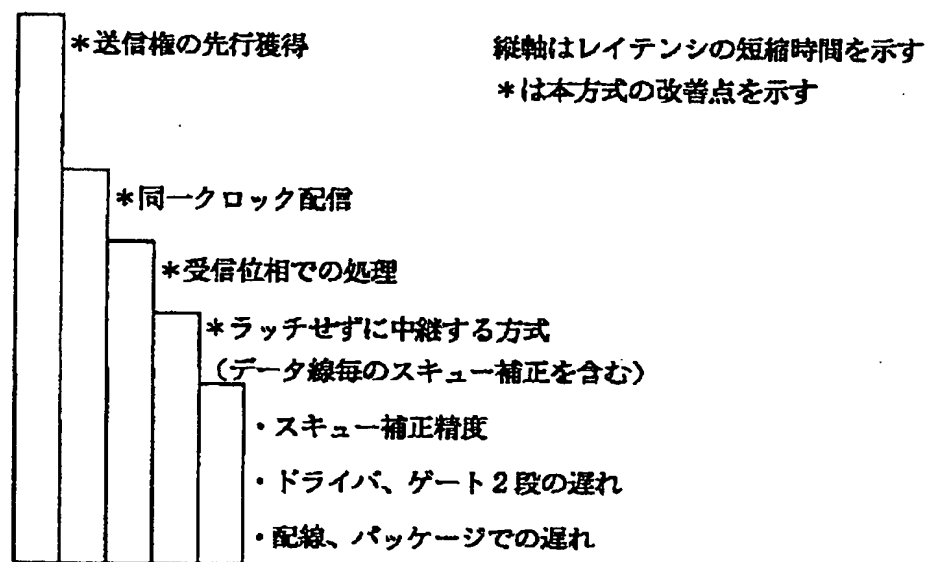 ＊送信権の先行獲得
縦軸はレイテンシの短縮時間を示す
＊は本方式の改善点を示す
＊同一クロック配信
＊受信位相での処理
＊ラッチせずに中継する方式
（データ線毎のスキュー補正を含む）
・スキュー補正精度
・ドライバ、ゲート２段の遅れ
・配線、パッケージでの遅れ